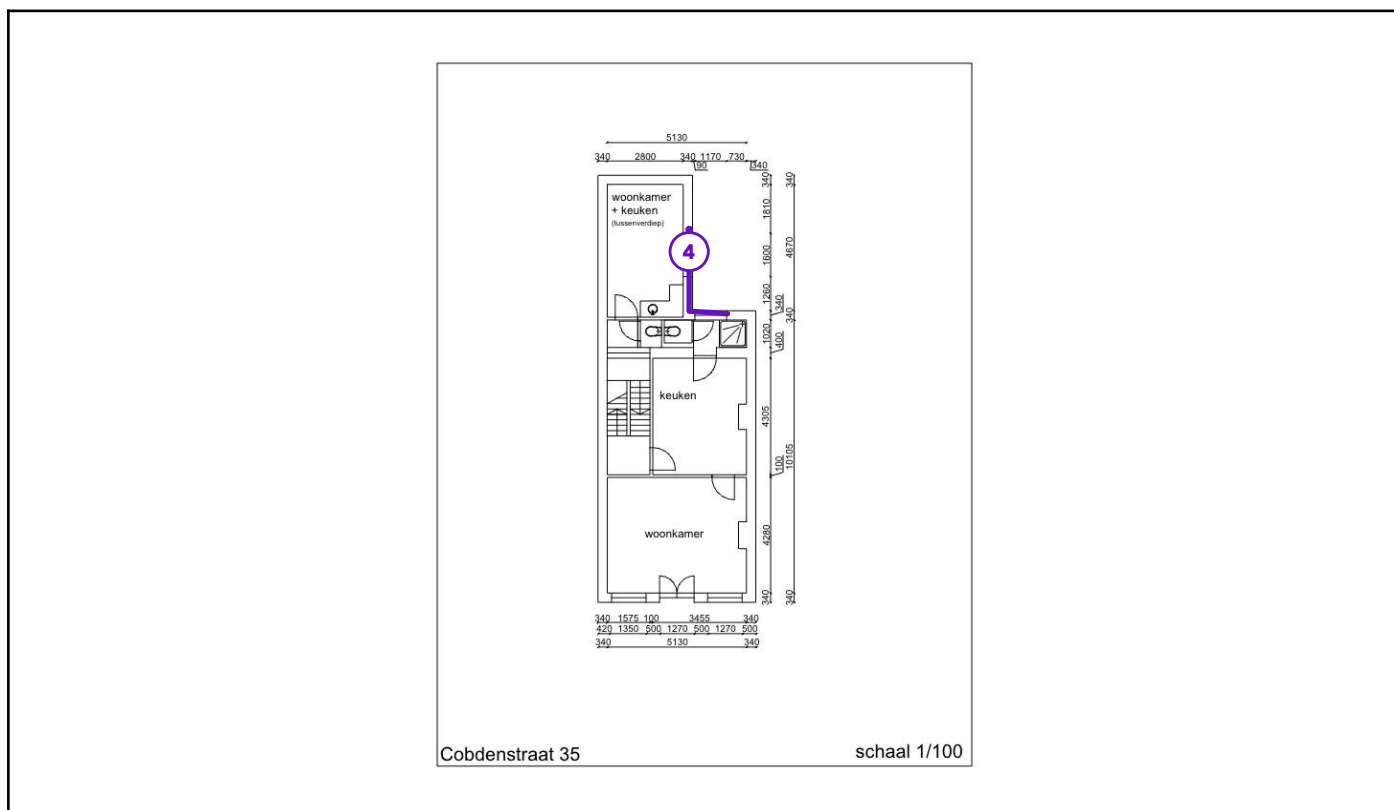 5130
340 2800 340 1170 730
90 340
woonkamer
+ keuken
(tussenverdiep)
4
340
1810
1600
1260
340
1020
400
4305
100
4280
340
340
4670
340
10105
340
keuken
woonkamer
340 1575 100 3455 340
420 1350 500 1270 500 1270 500
340 5130 340
Cobdenstraat 35
schaal 1/100